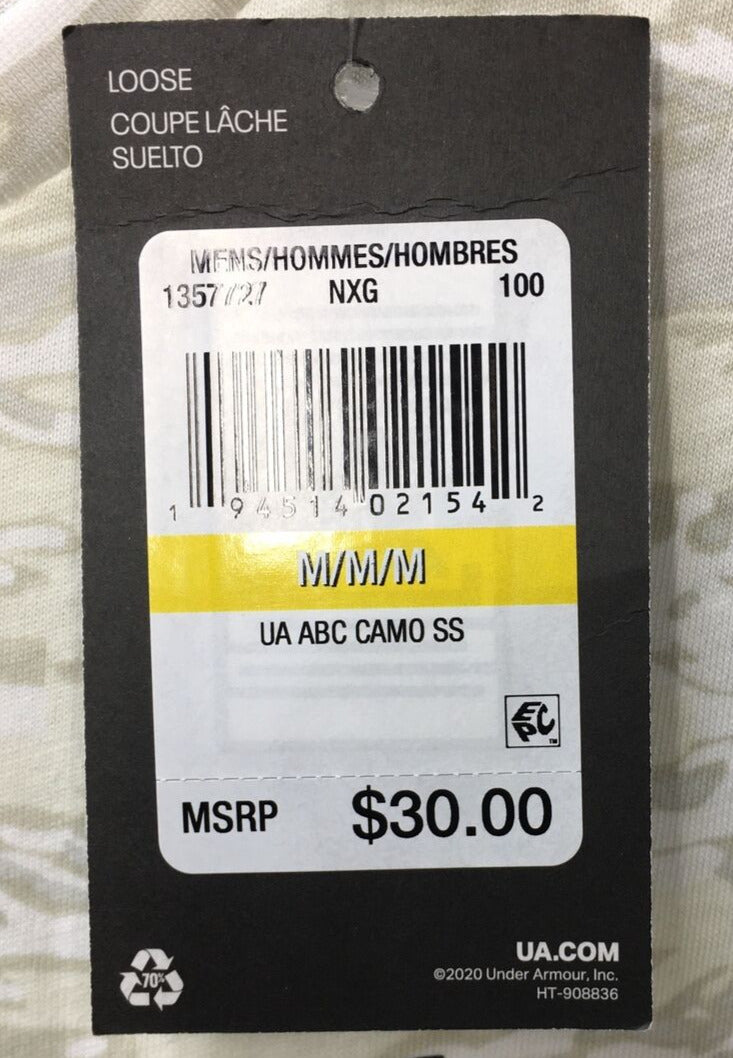 LOOSE
COUPE LÂCHE
SUELTO
MENS/HOMMES/HOMBRES
1357727 NXG 100
1 94514 02154 2
M/M/M
UA ABC CAMO SS
EPC™
MSRP $30.00
70%
UA.COM
©2020 Under Armour, Inc.
HT-908836